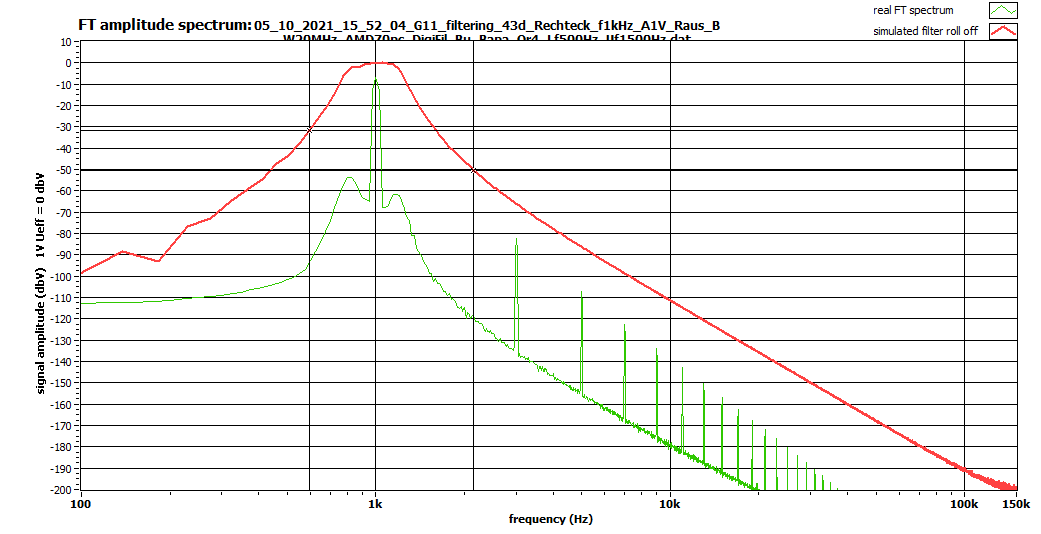 FT amplitude spectrum: 05_10_2021_15_52_04_G11_filtering_43d_Rechteck_f1kHz_A1V_Raus_B
real FT spectrum
simulated filter roll off
10
0
-10
-20
-30
-40
-50
-60
-70
-80
-90
-100
-110
-120
-130
-140
-150
-160
-170
-180
-190
-200
signal amplitude (dbV) 1V Ueff = 0 dbV
100
1k
10k
100k
150k
frequency (Hz)